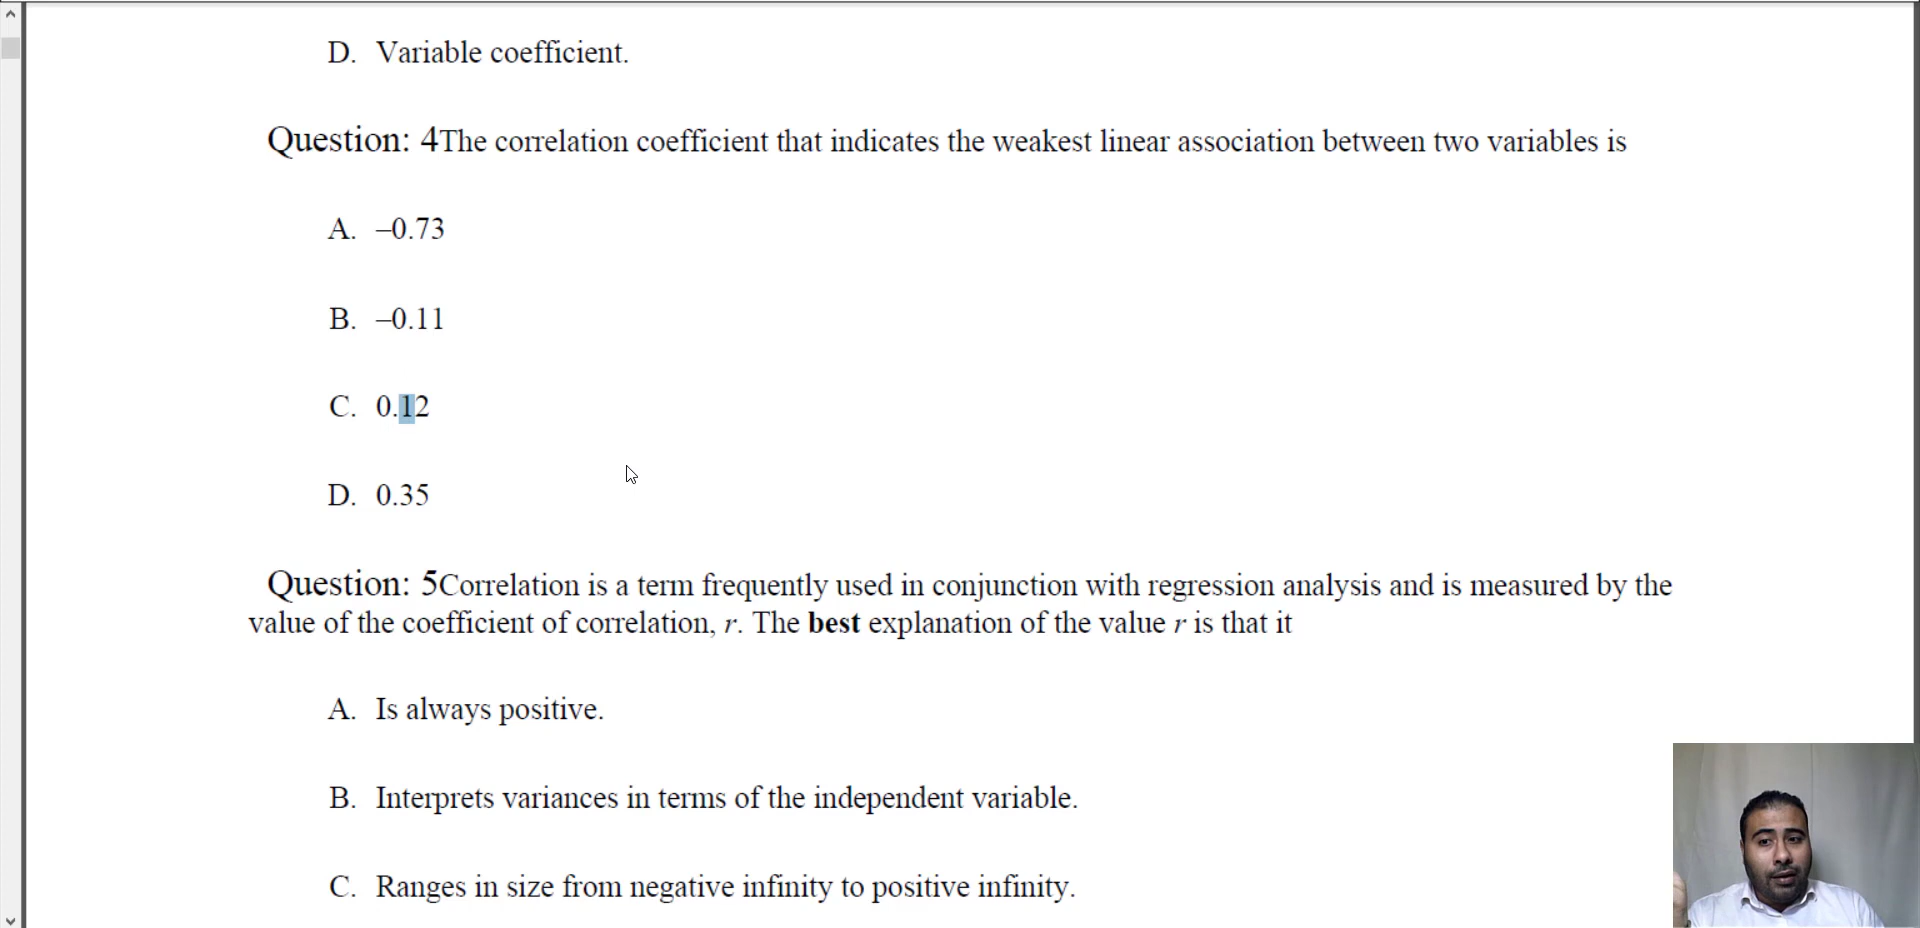 D. Variable coefficient.
Question: 4The correlation coefficient that indicates the weakest linear association between two variables is
A. –0.73
B. –0.11
C. 0.12
D. 0.35
Question: 5Correlation is a term frequently used in conjunction with regression analysis and is measured by the
value of the coefficient of correlation, r. The best explanation of the value r is that it
A. Is always positive.
B. Interprets variances in terms of the independent variable.
C. Ranges in size from negative infinity to positive infinity.